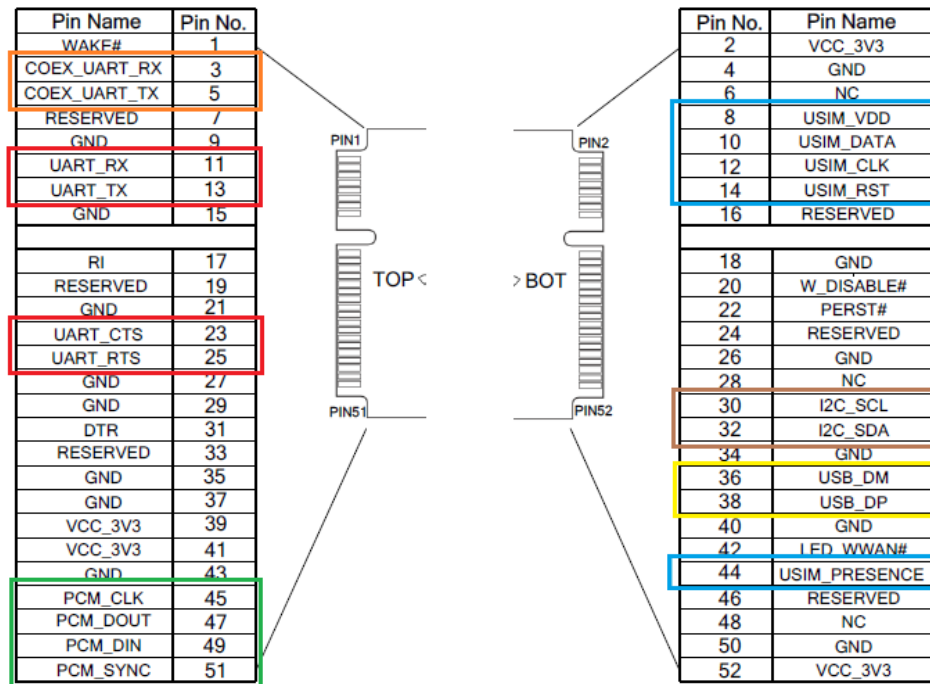 Pin Name Pin No.
WAKE# 1
COEX_UART_RX 3
COEX_UART_TX 5
RESERVED 7
GND 9
UART_RX 11
UART_TX 13
GND 15
RI 17
RESERVED 19
GND 21
UART_CTS 23
UART_RTS 25
GND 27
GND 29
DTR 31
RESERVED 33
GND 35
GND 37
VCC_3V3 39
VCC_3V3 41
GND 43
PCM_CLK 45
PCM_DOUT 47
PCM_DIN 49
PCM_SYNC 51
PIN1
TOP
PIN51
PIN2
BOT
PIN52
Pin No. Pin Name
2 VCC_3V3
4 GND
6 NC
8 USIM_VDD
10 USIM_DATA
12 USIM_CLK
14 USIM_RST
16 RESERVED
18 GND
20 W_DISABLE#
22 PERST#
24 RESERVED
26 GND
28 NC
30 I2C_SCL
32 I2C_SDA
34 GND
36 USB_DM
38 USB_DP
40 GND
42 LED_WWAN#
44 USIM_PRESENCE
46 RESERVED
48 NC
50 GND
52 VCC_3V3